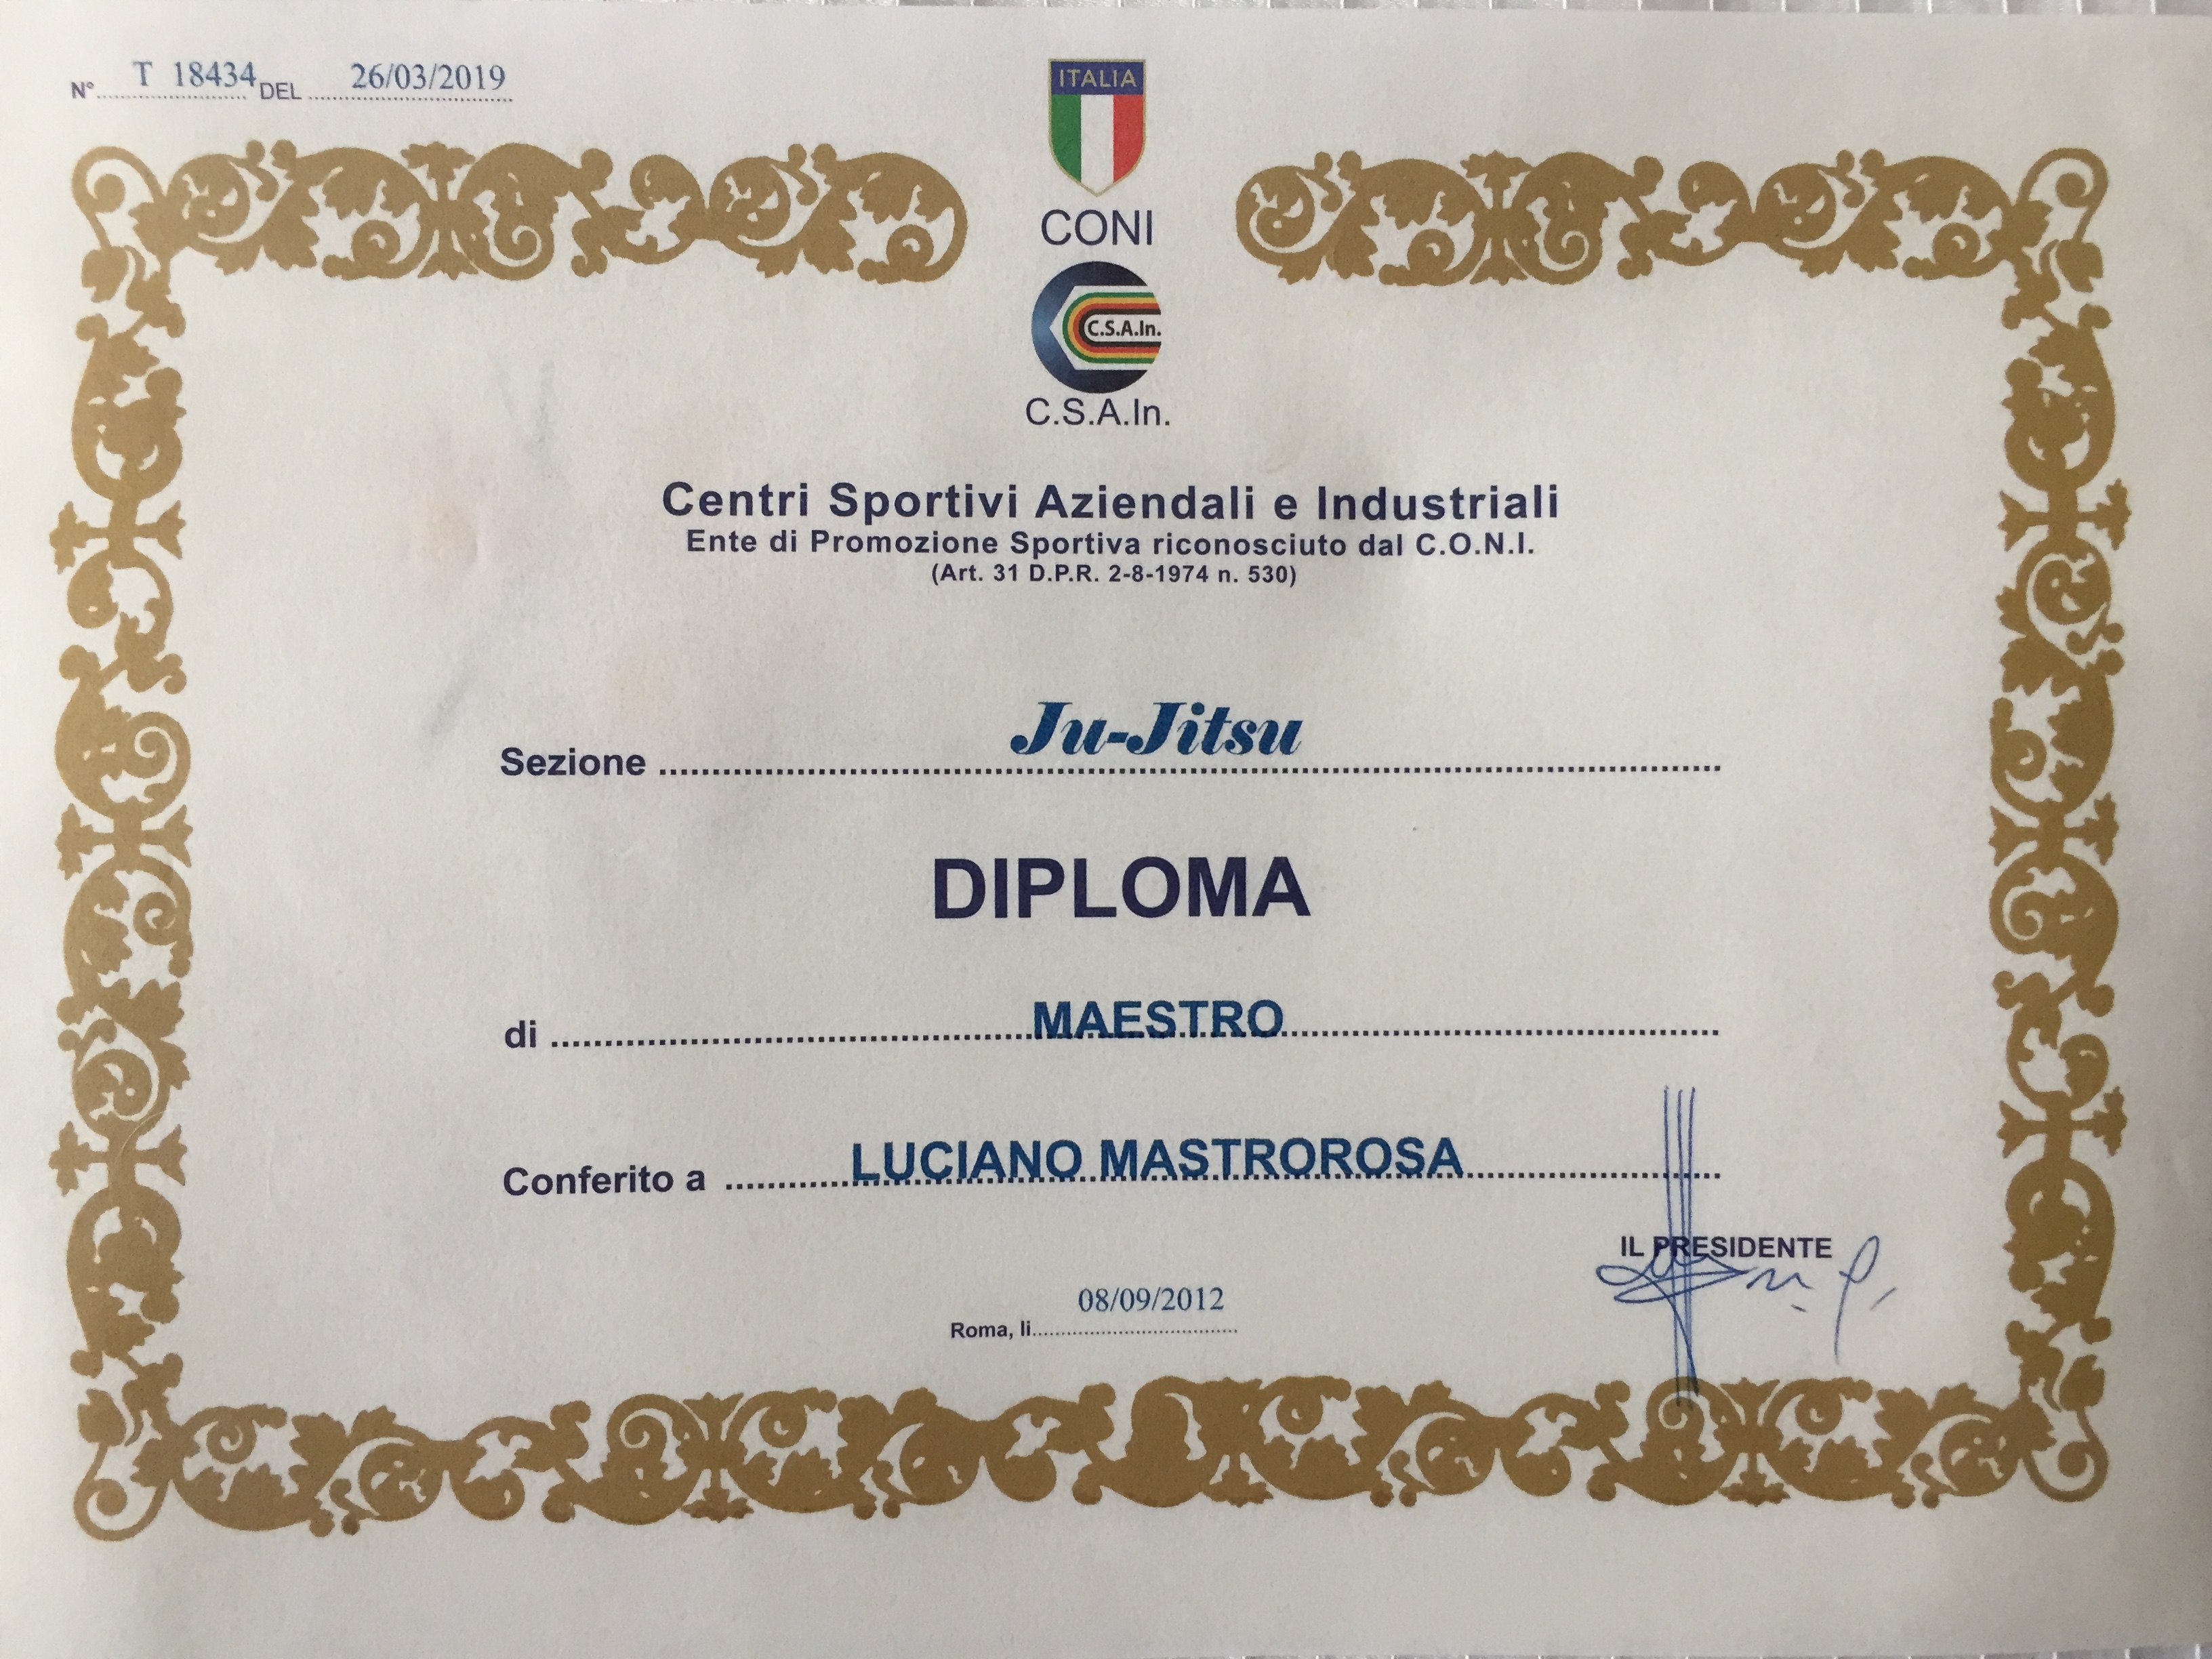 N° T 18434 DEL 26/03/2019
ITALIA
CONI
C.S.A.In.
C.S.A.In.
Centri Sportivi Aziendali e Industriali
Ente di Promozione Sportiva riconosciuto dal C.O.N.I.
(Art. 31 D.P.R. 2-8-1974 n. 530)
Sezione Ju-Jitsu
DIPLOMA
di MAESTRO
Conferito a LUCIANO MASTROROSA
IL PRESIDENTE
08/09/2012
Roma, li